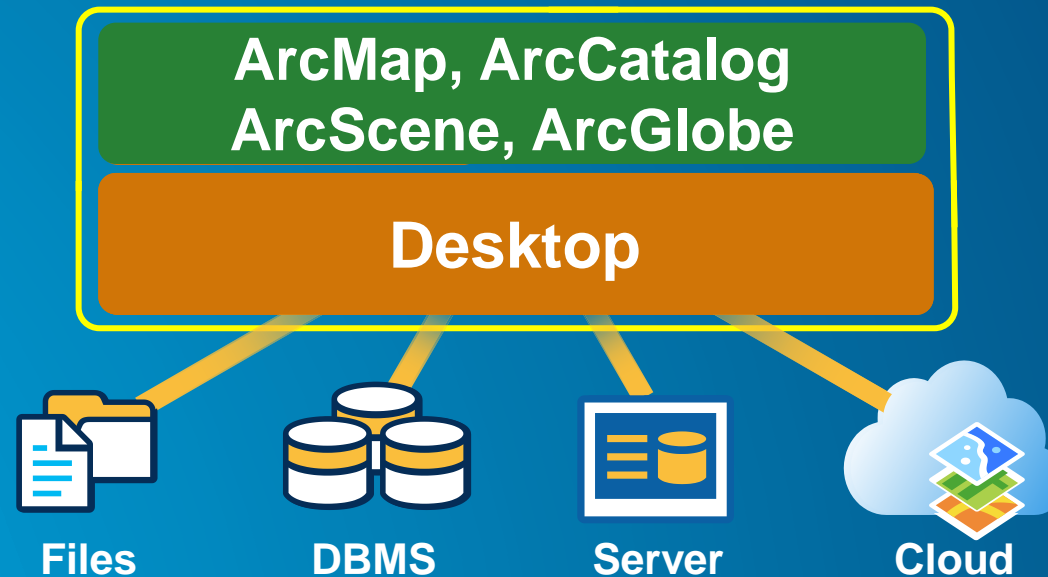 ArcMap, ArcCatalog
ArcScene, ArcGlobe
Desktop
Files
DBMS
Server
Cloud